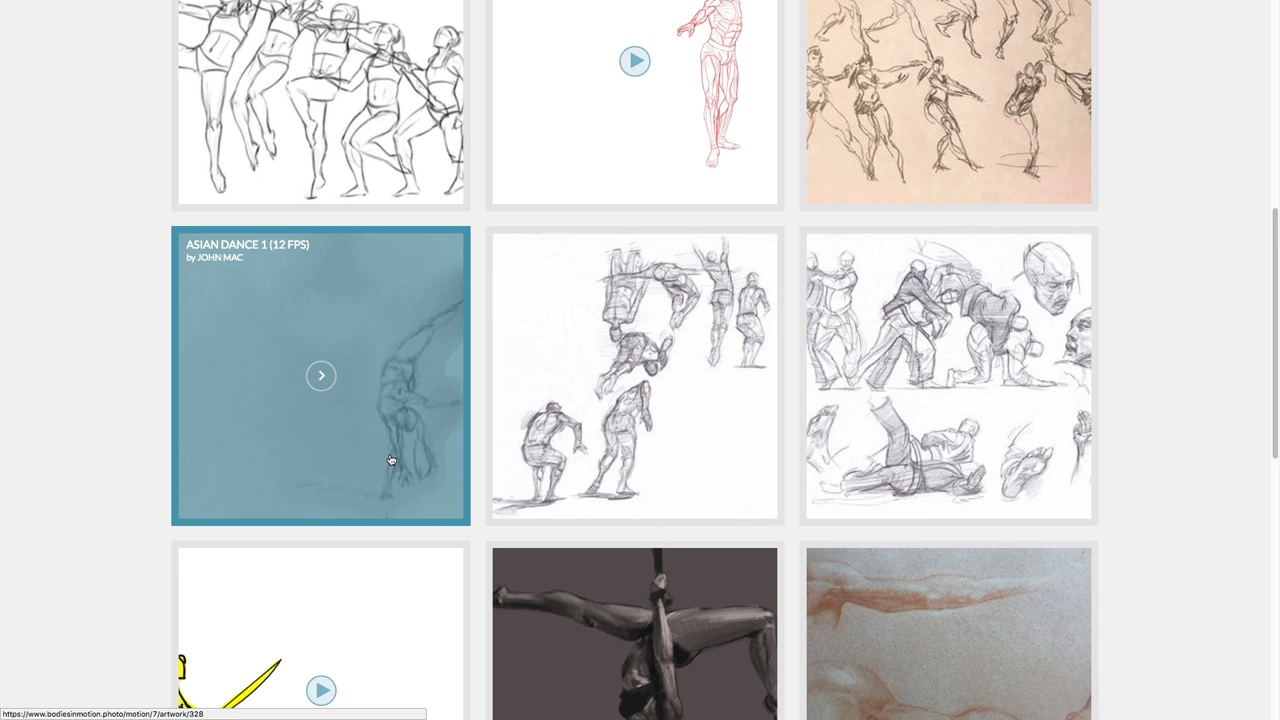 ASIAN DANCE 1 (12 FPS)
by JOHN MAC
https://www.bodiesinmotion.photo/motion/7/artwork/328